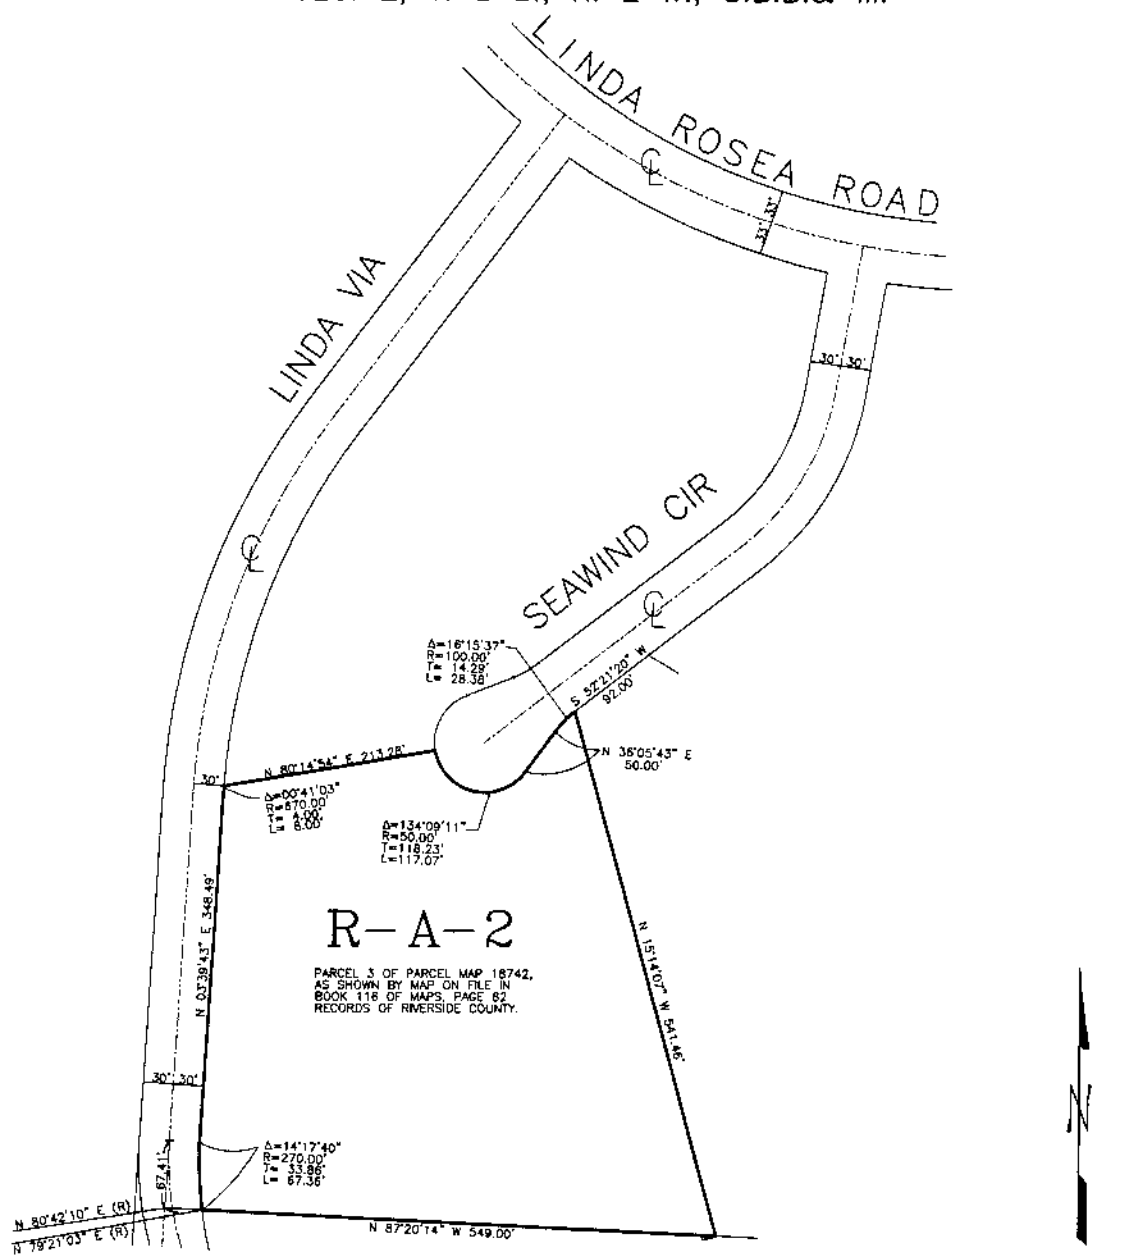 LINDA ROSEA ROAD
℄
33' 33'
LINDA VIA
30' 30'
℄
SEAWIND CIR
℄
Δ=16°15'37"
R=100.00'
T= 14.29'
L= 28.38'
S 52°21'20" W
92.00'
N 36°05'43" E
50.00'
N 80°14'54" E 213.28'
30'
Δ=00°41'03"
R=670.00'
T= 4.00'
L= 8.00'
Δ=134°09'11"
R=50.00'
T=118.23'
L=117.07'
N 03°39'43" E 348.49'
R-A-2
PARCEL 3 OF PARCEL MAP 18742,
AS SHOWN BY MAP ON FILE IN
BOOK 116 OF MAPS, PAGE 62
RECORDS OF RIVERSIDE COUNTY.
N 15°14'07" W 541.46'
N
30' 30'
67.41'
Δ=14°17'40"
R=270.00'
T= 33.86'
L= 67.36'
N 80°42'10" E (R)
N 79°21'03" E (R)
N 87°20'14" W 549.00'